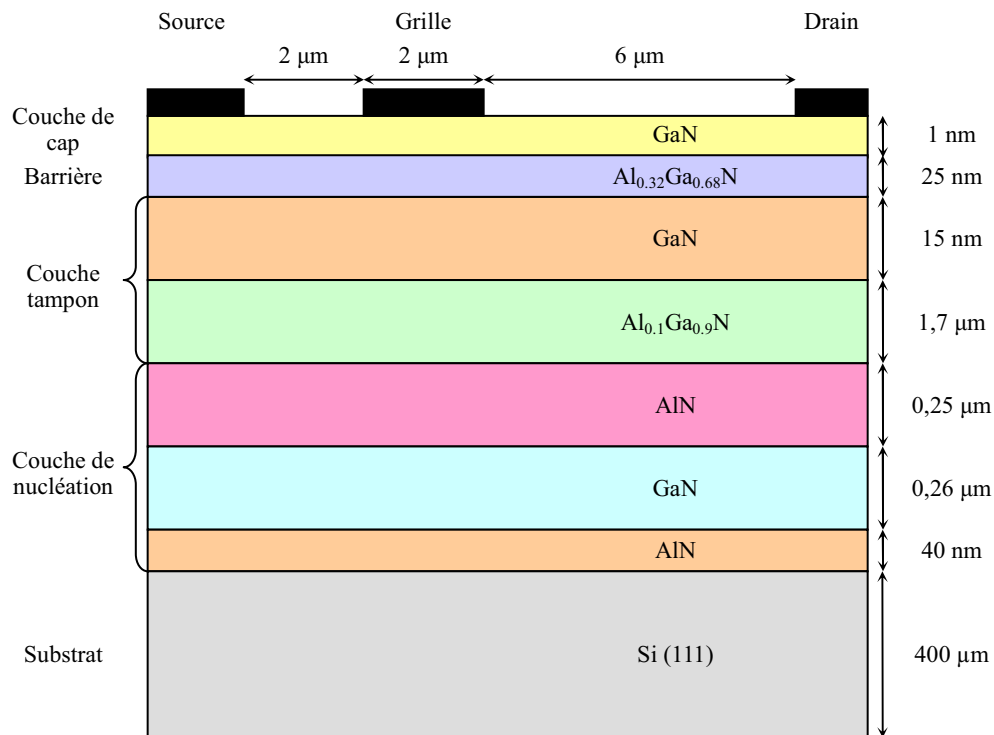 Source
Grille
Drain
2 μm
2 μm
6 μm
Couche de
cap
GaN
1 nm
Barrière
Al0.32Ga0.68N
25 nm
Couche
tampon
GaN
15 nm
Al0.1Ga0.9N
1,7 μm
Couche de
nucléation
AlN
0,25 μm
GaN
0,26 μm
AlN
40 nm
Substrat
Si (111)
400 μm